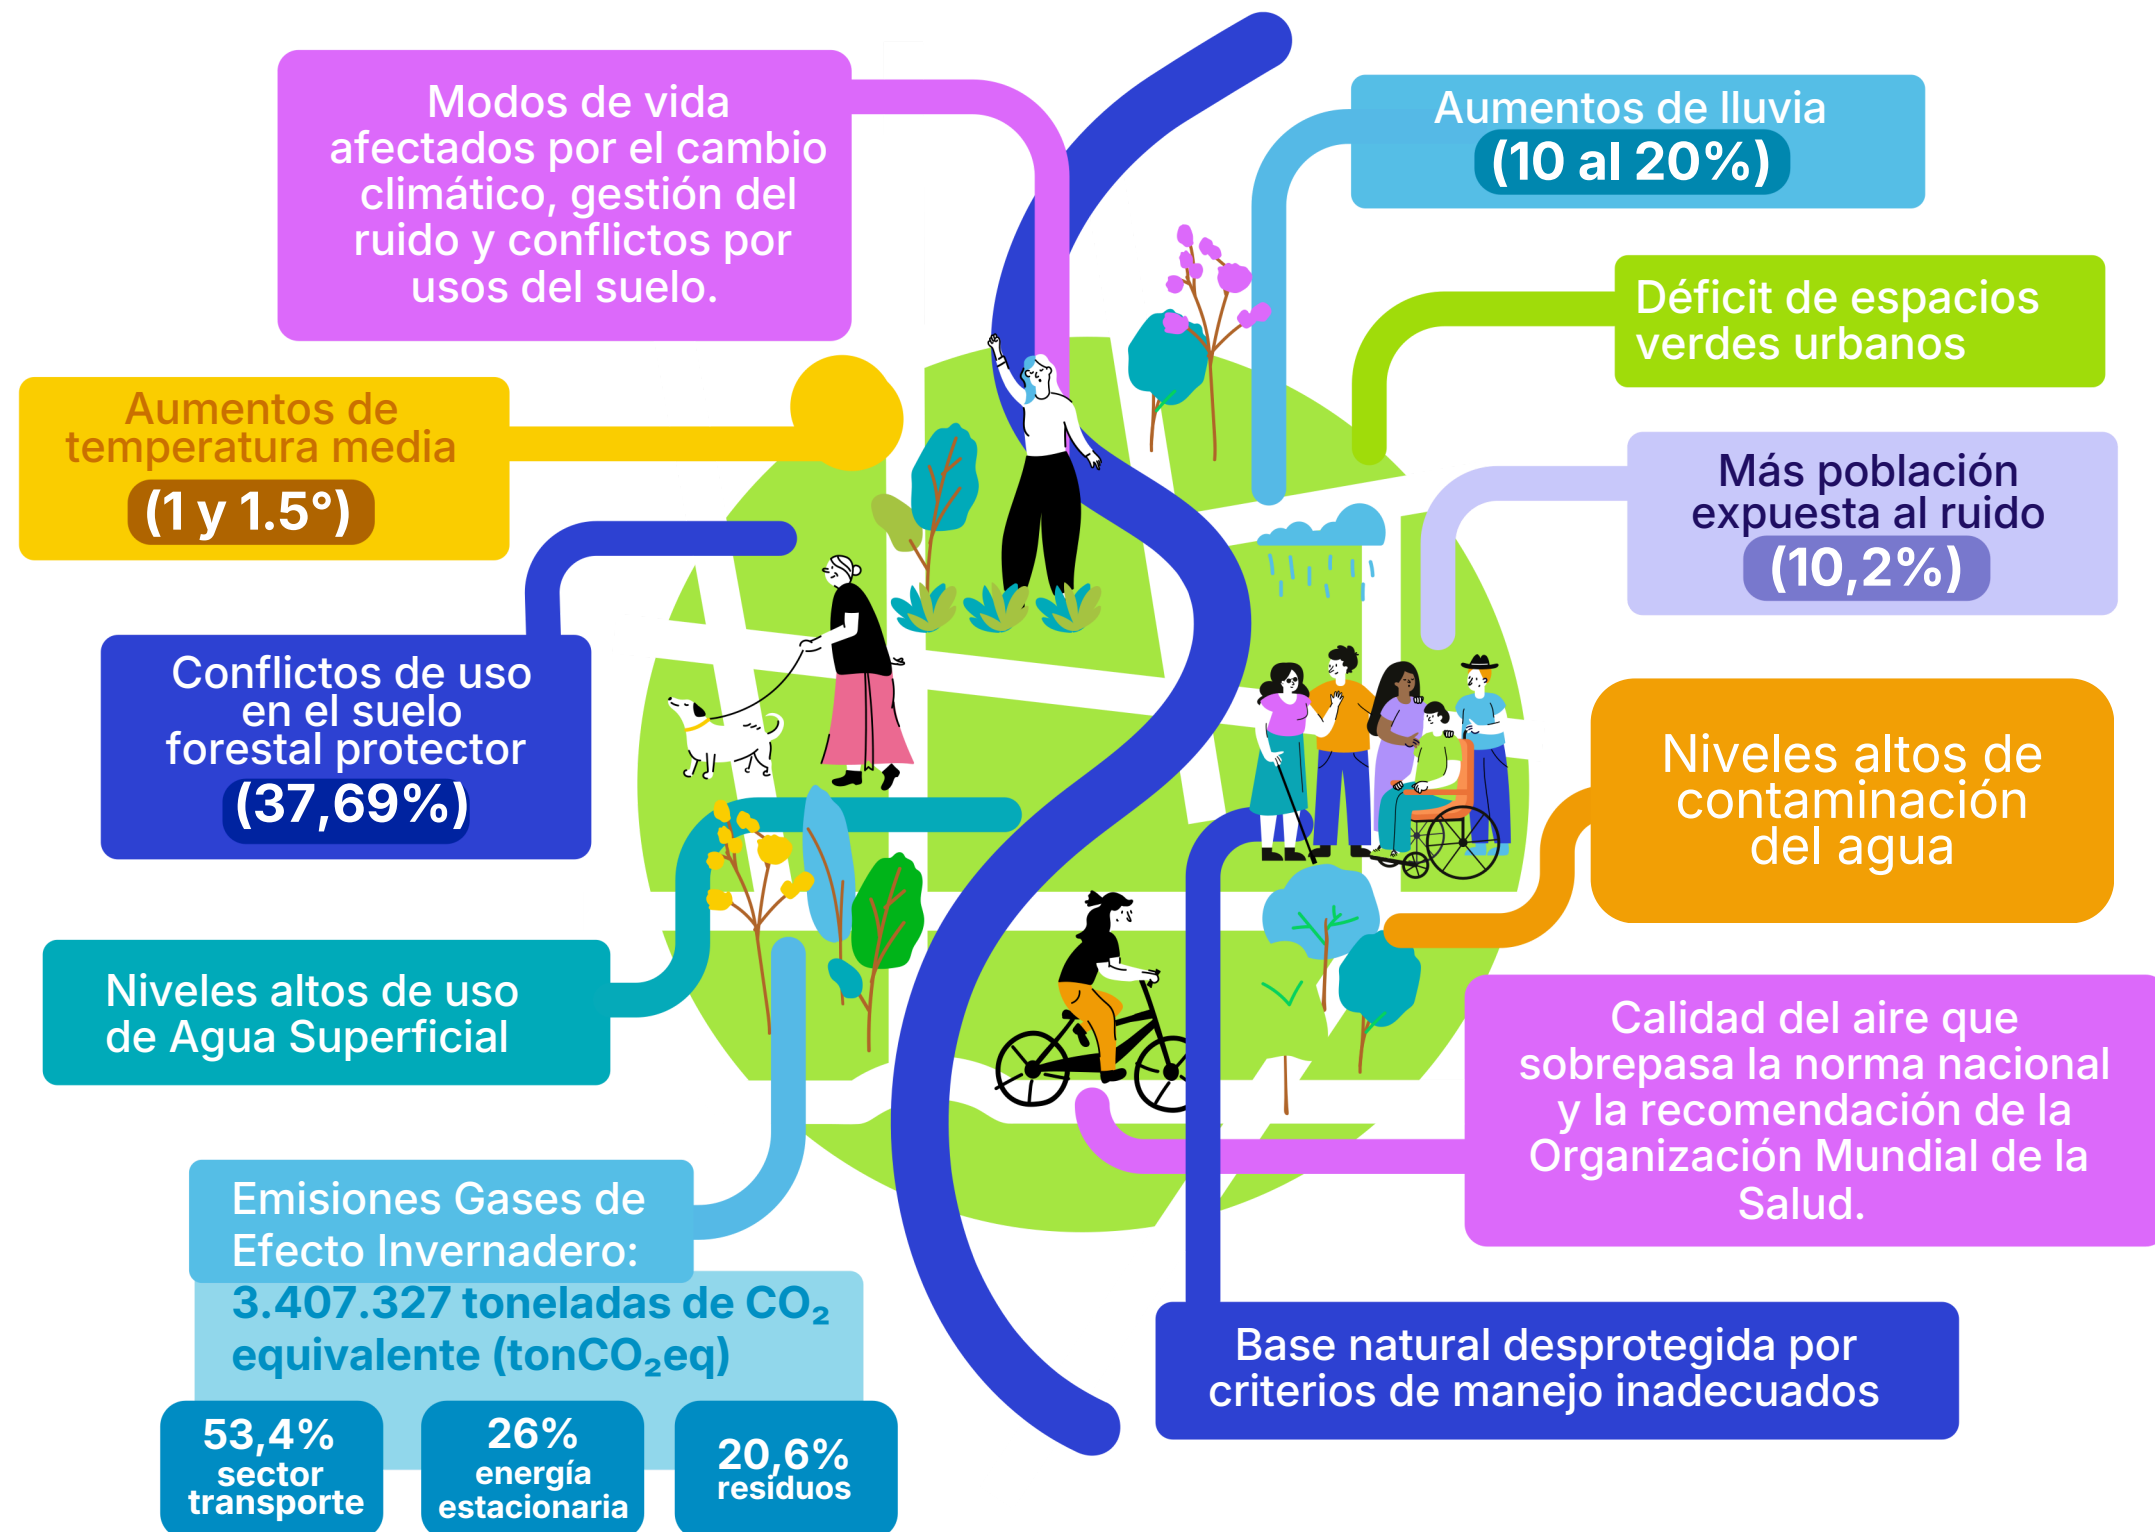 Modos de vida
afectados por el cambio
climático, gestión del
ruido y conflictos por
usos del suelo.
Aumentos de lluvia
(10 al 20%)
Déficit de espacios
verdes urbanos
Aumentos de
temperatura media
(1 y 1.5°)
Más población
expuesta al ruido
(10,2%)
Conflictos de uso
en el suelo
forestal protector
(37,69%)
Niveles altos de
contaminación
del agua
Niveles altos de uso
de Agua Superficial
Calidad del aire que
sobrepasa la norma nacional
y la recomendación de la
Organización Mundial de la
Salud.
Emisiones Gases de
Efecto Invernadero:
3.407.327 toneladas de CO₂
equivalente (tonCO₂eq)
53,4%
sector
transporte
26%
energía
estacionaria
20,6%
residuos
Base natural desprotegida por
criterios de manejo inadecuados